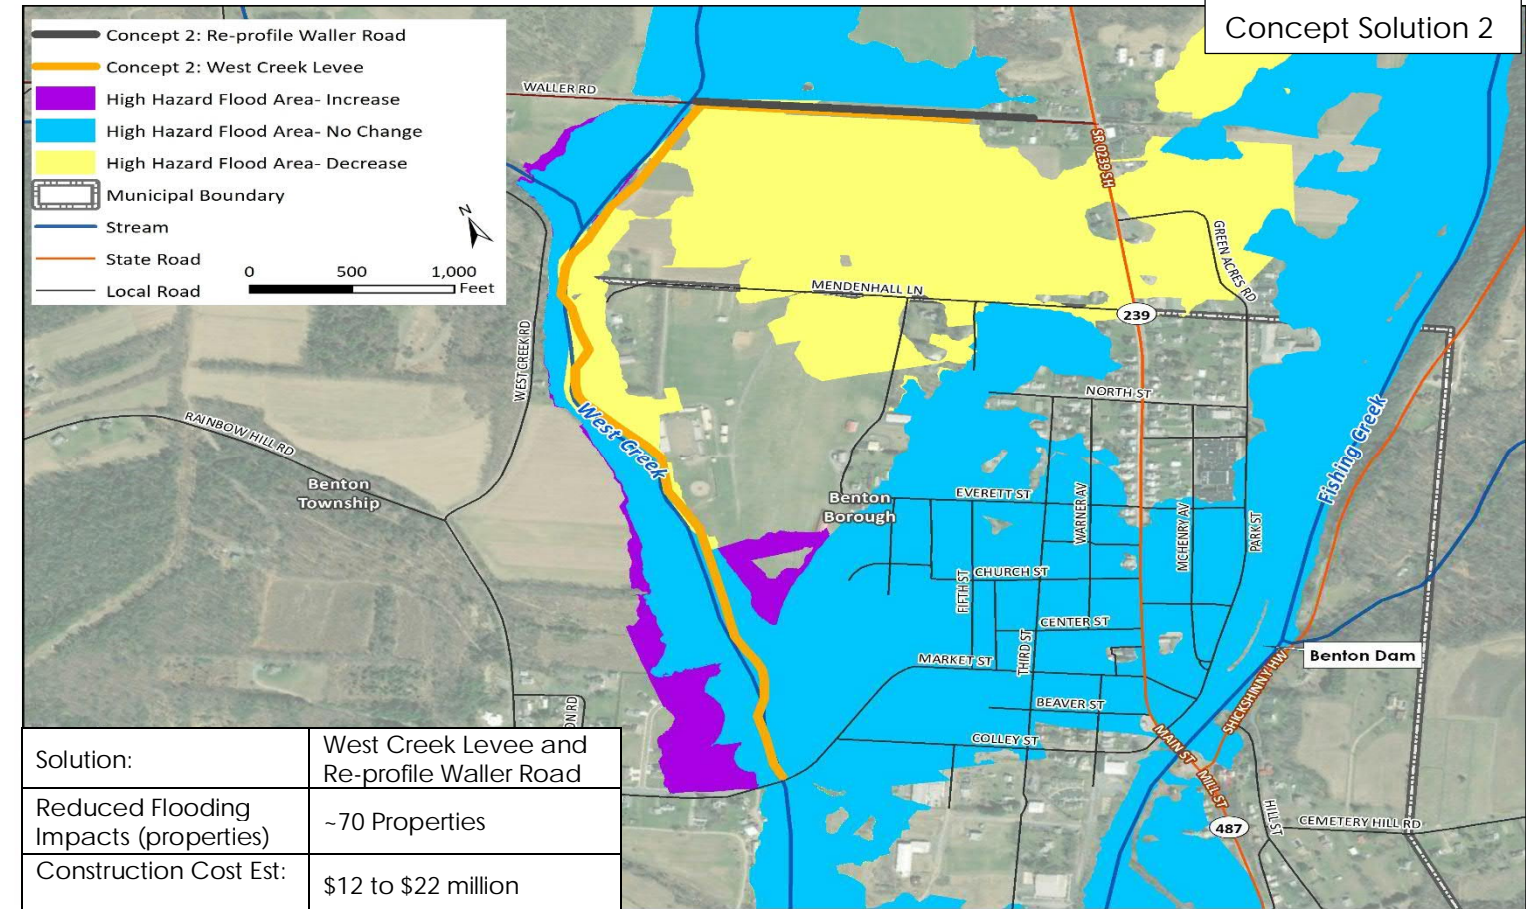 Concept Solution 2
Concept 2: Re-profile Waller Road
Concept 2: West Creek Levee
High Hazard Flood Area- Increase
High Hazard Flood Area- No Change
High Hazard Flood Area- Decrease
Municipal Boundary
Stream
State Road
Local Road
N
0 500 1,000
Feet
WALLER RD
SR 0239 SH
GREEN ACRES RD
MENDENHALL LN
239
WEST CREEK RD
NORTH ST
RAINBOW HILL RD
West Creek
Fishing Creek
Benton
Township
Benton
Borough
EVERETT ST
WARNER AV
MCHENRY AV
PARK ST
CHURCH ST
FIFTH ST
CENTER ST
THIRD ST
MARKET ST
Benton Dam
BEAVER ST
SHICKSHINNY HW
COLLEY ST
MAIN ST
MILL ST
HILL ST
487
CEMETERY HILL RD
ON RD
Solution:
West Creek Levee and
Re-profile Waller Road
Reduced Flooding
Impacts (properties)
~70 Properties
Construction Cost Est:
$12 to $22 million